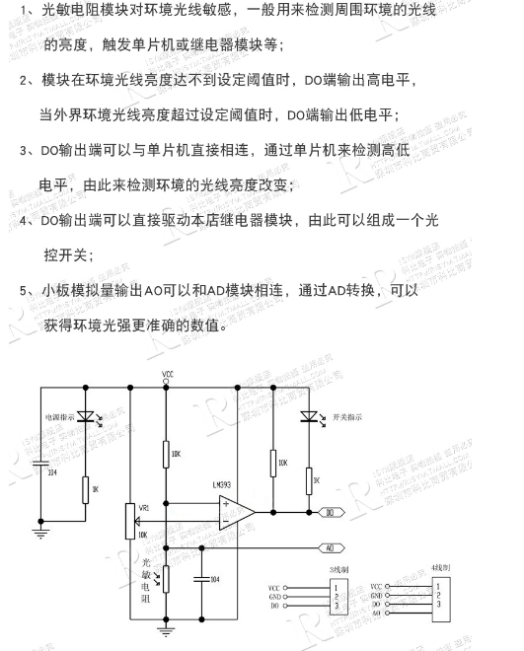 1、光敏电阻模块对环境光线敏感，一般用来检测周围环境的光线
的亮度，触发单片机或继电器模块等；
2、模块在环境光线亮度达不到设定阈值时，DO端输出高电平，
当外界环境光线亮度超过设定阈值时，DO端输出低电平；
3、DO输出端可以与单片机直接相连，通过单片机来检测高低
电平，由此来检测环境的光线亮度改变；
4、DO输出端可以直接驱动本店继电器模块，由此可以组成一个光
控开关；
5、小板模拟量输出AO可以和AD模块相连，通过AD转换，可以
获得环境光强更准确的数值。
VCC
电源指示
开关指示
104
1K
10K
LM393
10K
1K
VR1
10K
+
-
DO
AO
光敏电阻
104
3线制
VCC 1
GND 2
DO 3
4线制
VCC 1
GND 2
DO 3
AO